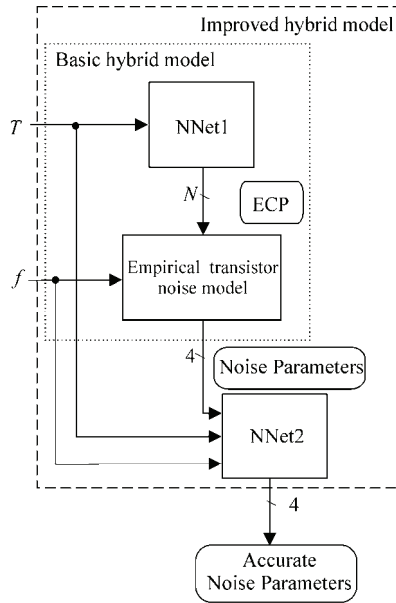 Improved hybrid model
Basic hybrid model
T
NNet1
N
ECP
Empirical transistor
noise model
f
4
Noise Parameters
NNet2
4
Accurate
Noise Parameters